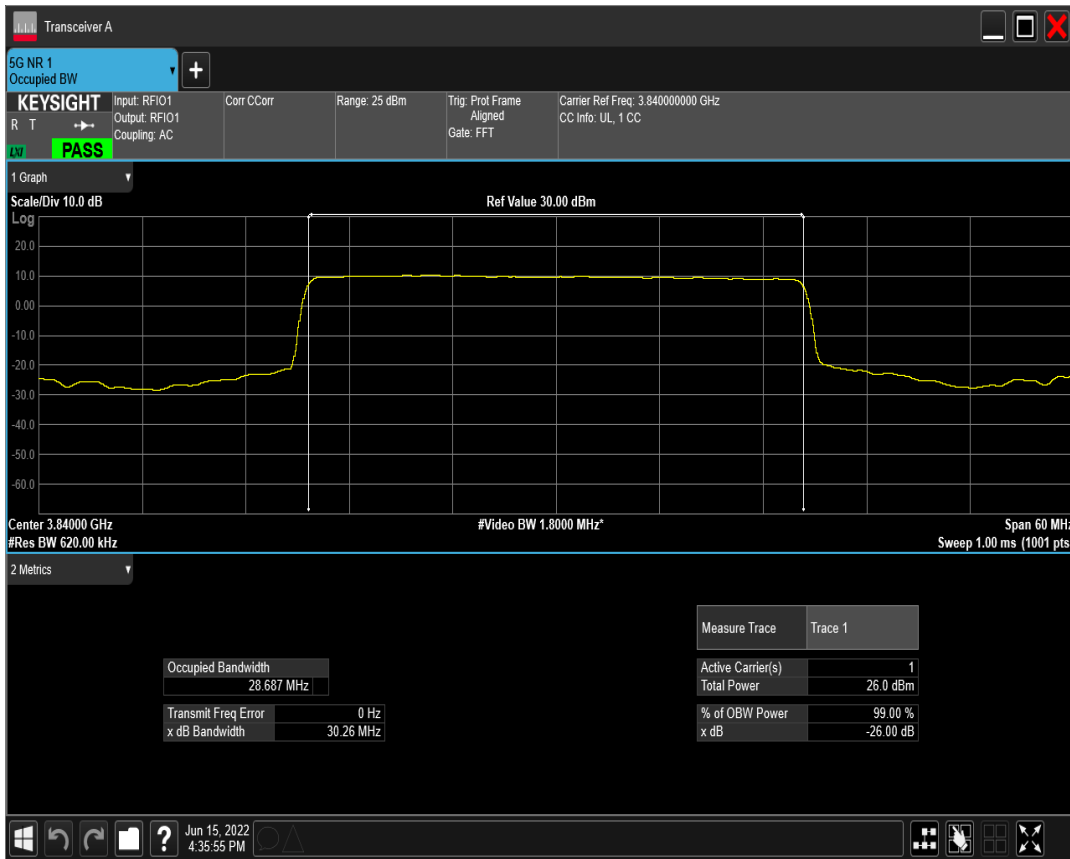 Transceiver A
5G NR 1
Occupied BW
KEYSIGHT
R T
LXI
PASS
Input: RFIO1
Output: RFIO1
Coupling: AC
Corr CCorr
Range: 25 dBm
Trig: Prot Frame
Aligned
Gate: FFT
Carrier Ref Freq: 3.840000000 GHz
CC Info: UL, 1 CC
1 Graph
Scale/Div 10.0 dB
Ref Value 30.00 dBm
Log
20.0
10.0
0.00
-10.0
-20.0
-30.0
-40.0
-50.0
-60.0
Center 3.84000 GHz
#Video BW 1.8000 MHz*
Span 60 MHz
#Res BW 620.00 kHz
Sweep 1.00 ms (1001 pts
2 Metrics
Measure Trace Trace 1
Occupied Bandwidth
28.687 MHz
Active Carrier(s) 1
Total Power 26.0 dBm
Transmit Freq Error 0 Hz
x dB Bandwidth 30.26 MHz
% of OBW Power 99.00 %
x dB -26.00 dB
?
Jun 15, 2022
4:35:55 PM